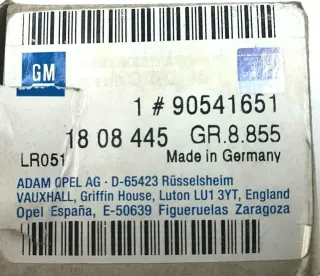 GM
1 # 90541651
18 08 445 GR.8.855
LR051 Made in Germany
ADAM OPEL AG · D-65423 Rüsselsheim
VAUXHALL, Griffin House, Luton LU1 3YT, England
Opel España, E-50639 Figueruelas Zaragoza